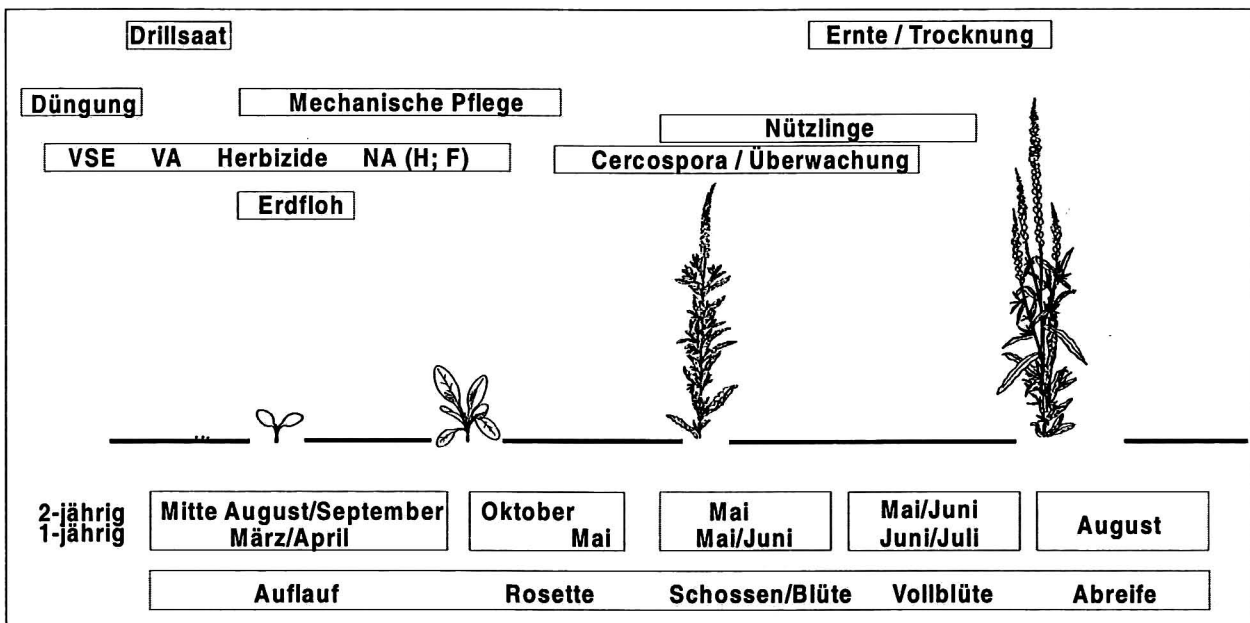 Drillsaat
Ernte / Trocknung
Düngung
Mechanische Pflege
Nützlinge
VSE VA Herbizide NA (H; F)
Cercospora / Überwachung
Erdfloh
2-jährig
1-jährig
Mitte August/September
März/April
Oktober
Mai
Mai
Mai/Juni
Mai/Juni
Juni/Juli
August
Auflauf Rosette Schossen/Blüte Vollblüte Abreife